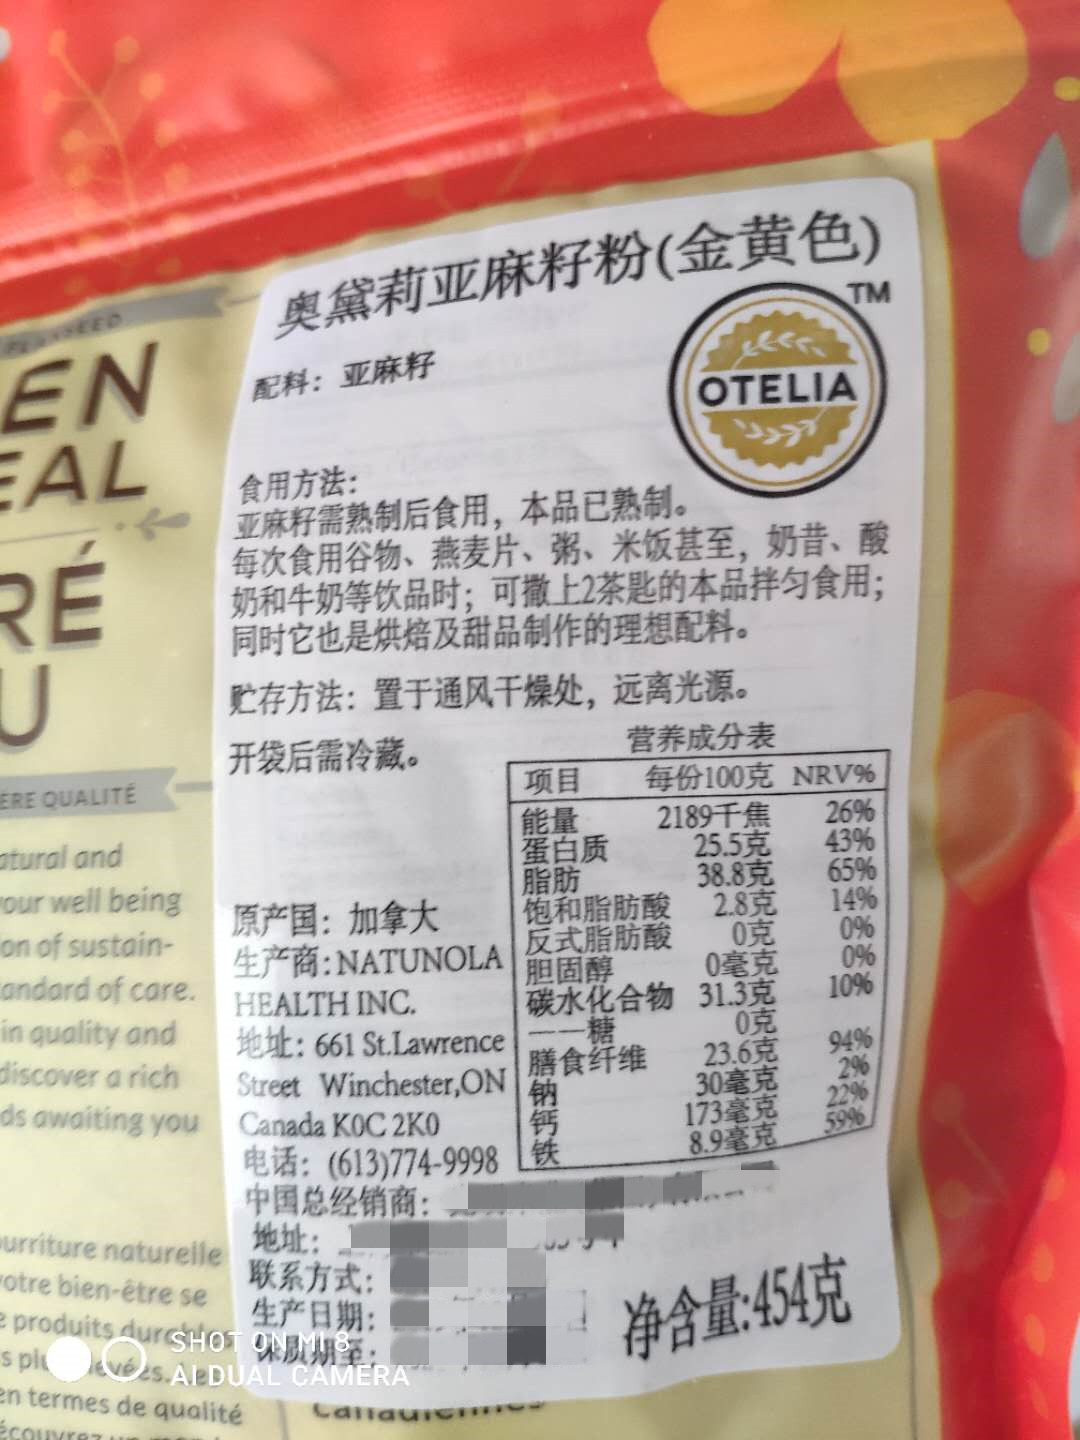 FLAXSEED
EN
EAL
RÉ
U
ÈRE QUALITÉ
atural and
your well being
on of sustain-
andard of care.
in quality and
discover a rich
ds awaiting you
ourriture naturelle
votre bien-être se
e produits
en termes de qualité
奥黛莉亚麻籽粉(金黄色)
TM
OTELIA
配料：亚麻籽
食用方法：
亚麻籽需熟制后食用，本品已熟制。
每次食用谷物、燕麦片、粥、米饭甚至，奶昔、酸
奶和牛奶等饮品时；可撒上2茶匙的本品拌匀食用；
同时它也是烘焙及甜品制作的理想配料。
贮存方法：置于通风干燥处，远离光源。
开袋后需冷藏。
营养成分表
项目 每份100克 NRV%
能量 2189千焦 26%
蛋白质 25.5克 43%
脂肪 38.8克 65%
饱和脂肪酸 2.8克 14%
反式脂肪酸 0克 0%
胆固醇 0毫克 0%
碳水化合物 31.3克 10%
——糖 0克
膳食纤维 23.6克 94%
钠 30毫克 2%
钙 173毫克 22%
铁 8.9毫克 59%
原产国：加拿大
生产商:NATUNOLA
HEALTH INC.
地址：661 St.Lawrence
Street Winchester,ON
Canada K0C 2K0
电话：(613)774-9998
中国总经销商：
地址：
联系方式：
生产日期：
保质期至：
净含量:454克
SHOT ON MI 8
AI DUAL CAMERA